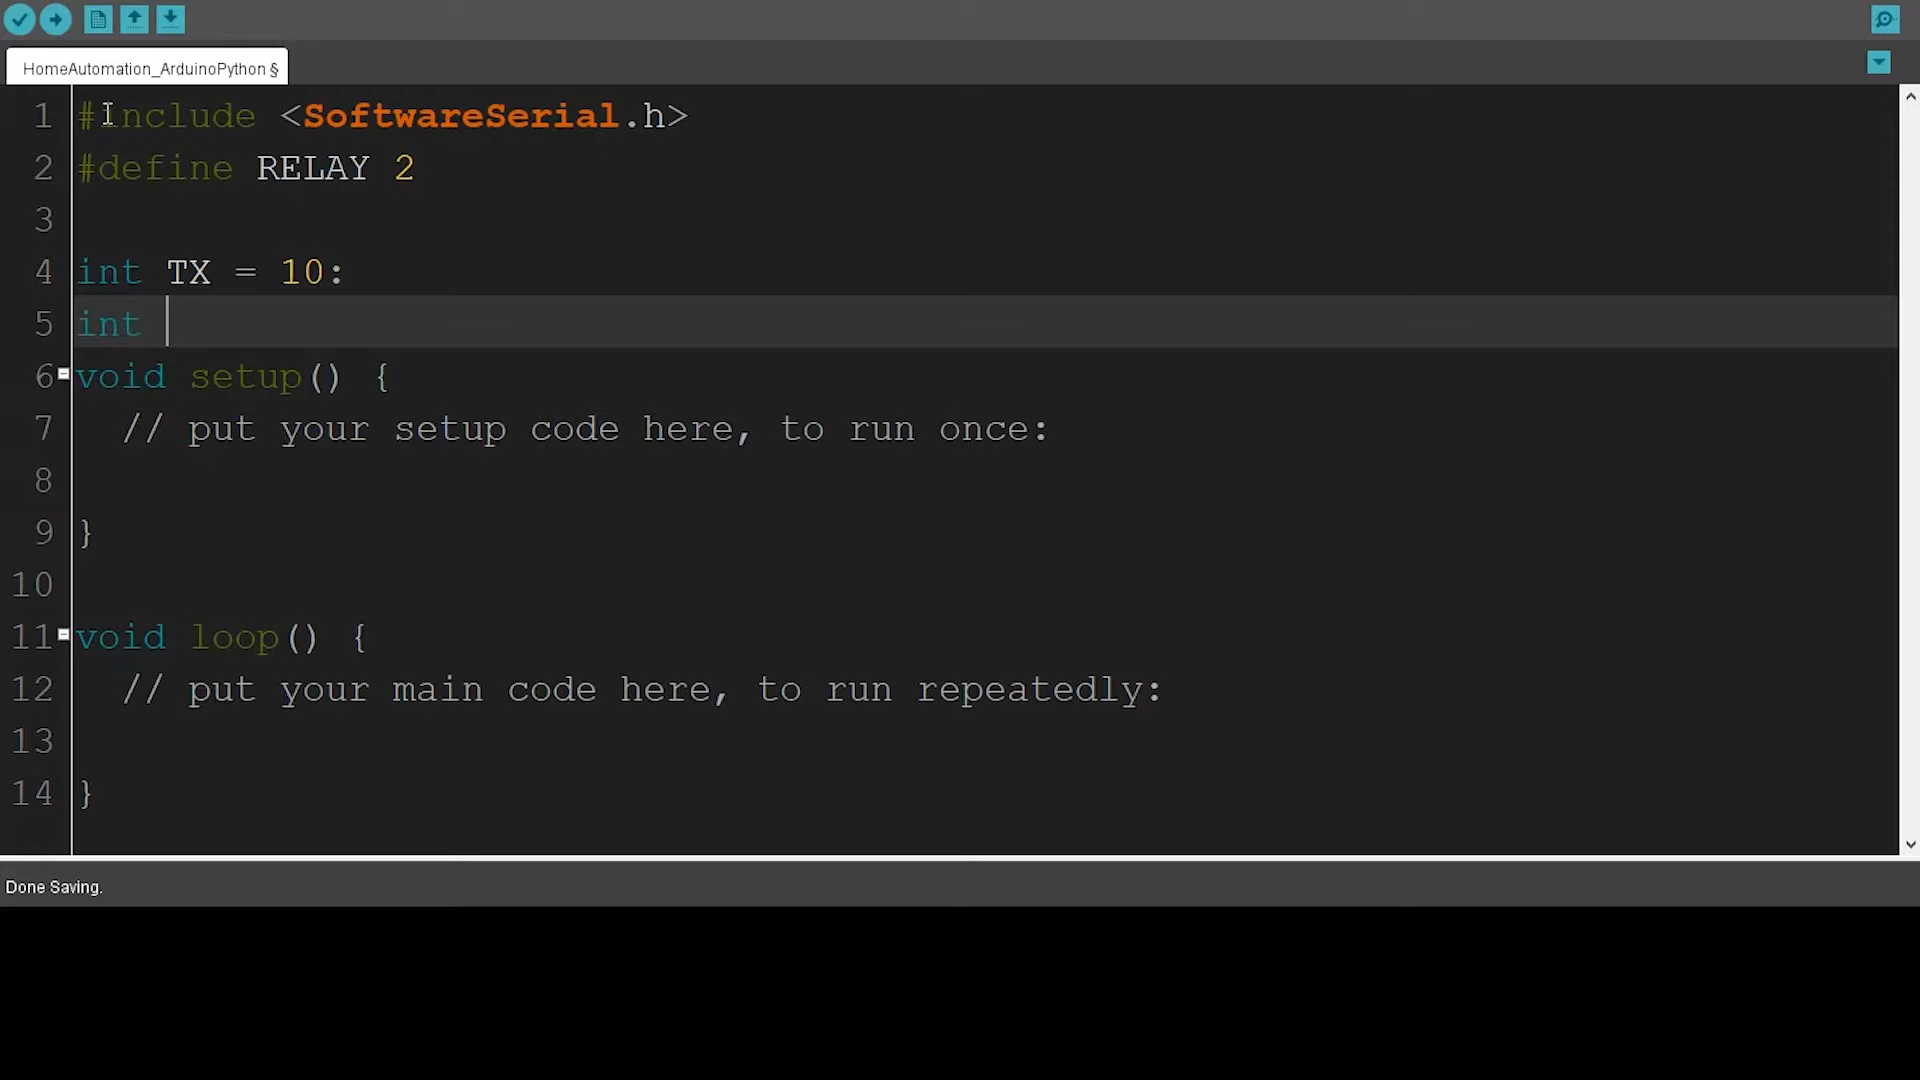 HomeAutomation_ArduinoPython §
1 #include <SoftwareSerial.h>
2 #define RELAY 2
3
4 int TX = 10:
5 int
6 void setup() {
7 // put your setup code here, to run once:
8
9 }
10
11 void loop() {
12 // put your main code here, to run repeatedly:
13
14 }
Done Saving.